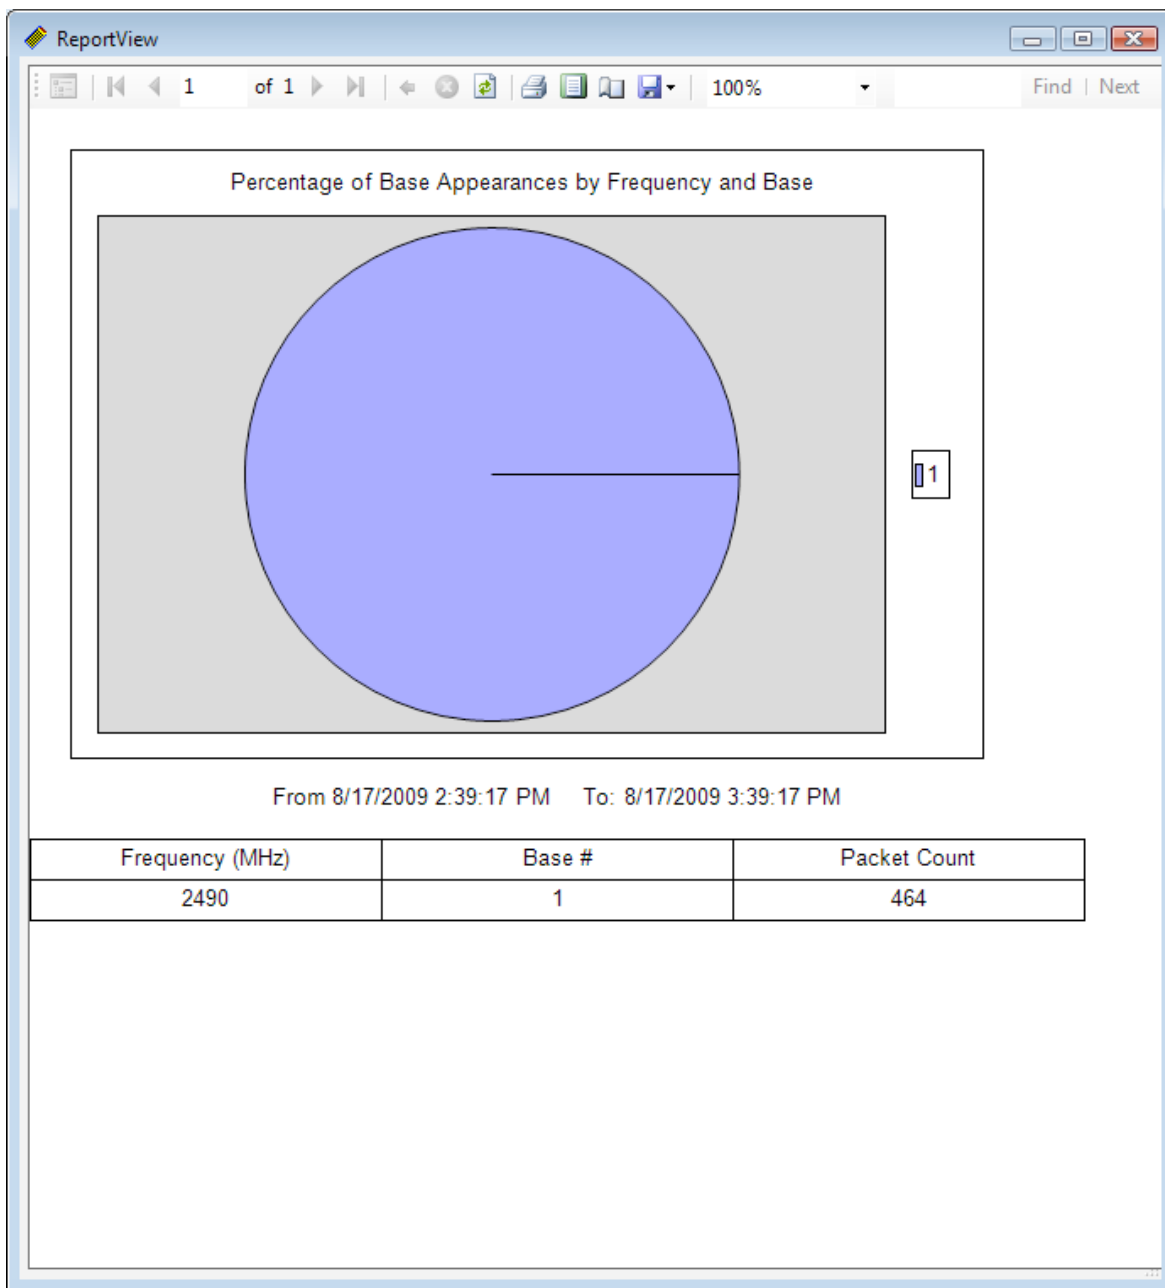 ReportView
1 of 1 100% Find | Next
Percentage of Base Appearances by Frequency and Base
1
From 8/17/2009 2:39:17 PM To: 8/17/2009 3:39:17 PM
Frequency (MHz) Base # Packet Count
2490 1 464